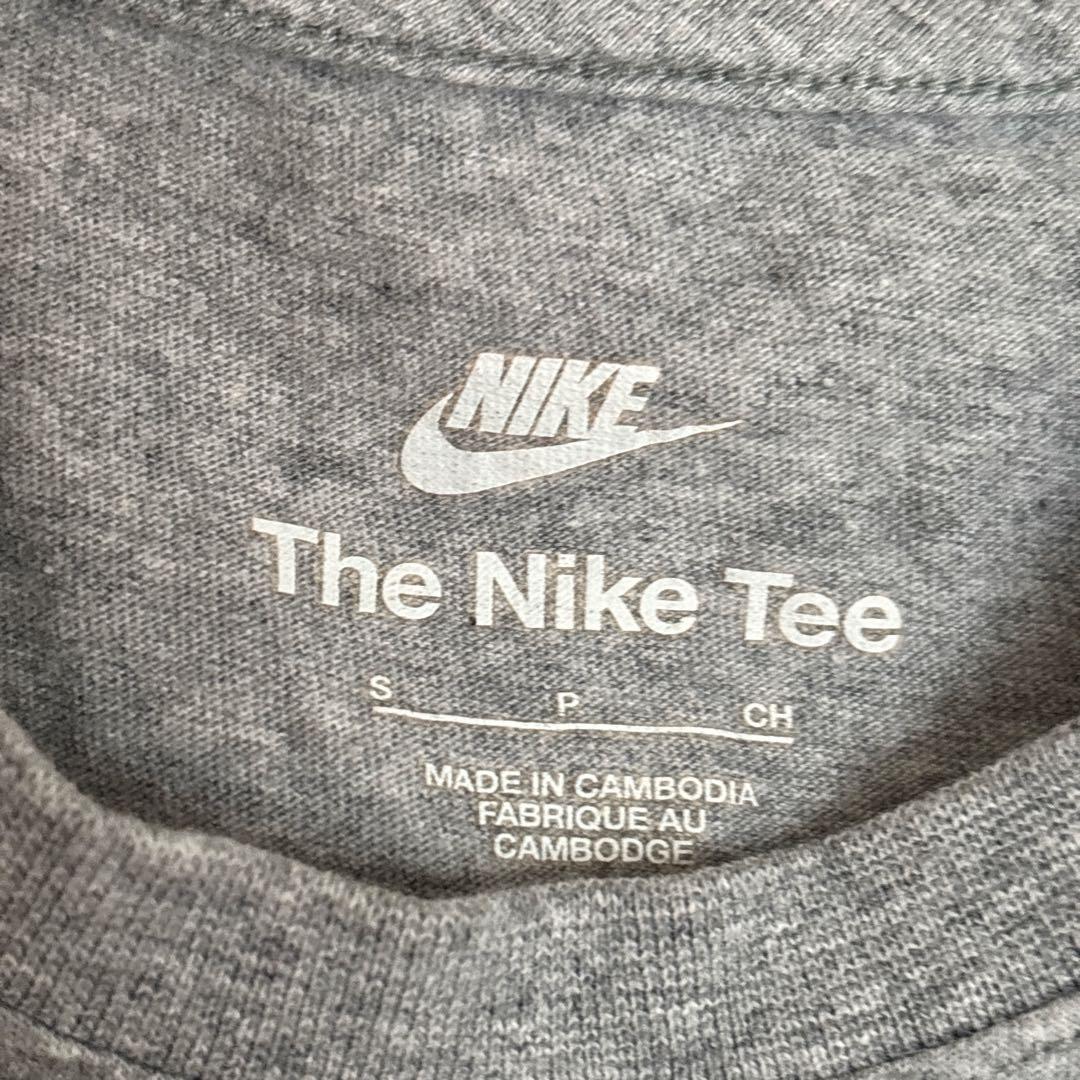 NIKE
The Nike Tee
S P CH
MADE IN CAMBODIA
FABRIQUE AU
CAMBODGE